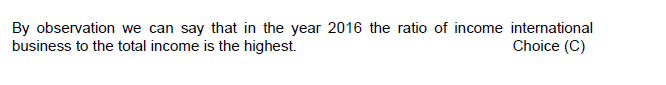 By observation we can say that in the year 2016 the ratio of income international
business to the total income is the highest. Choice (C)